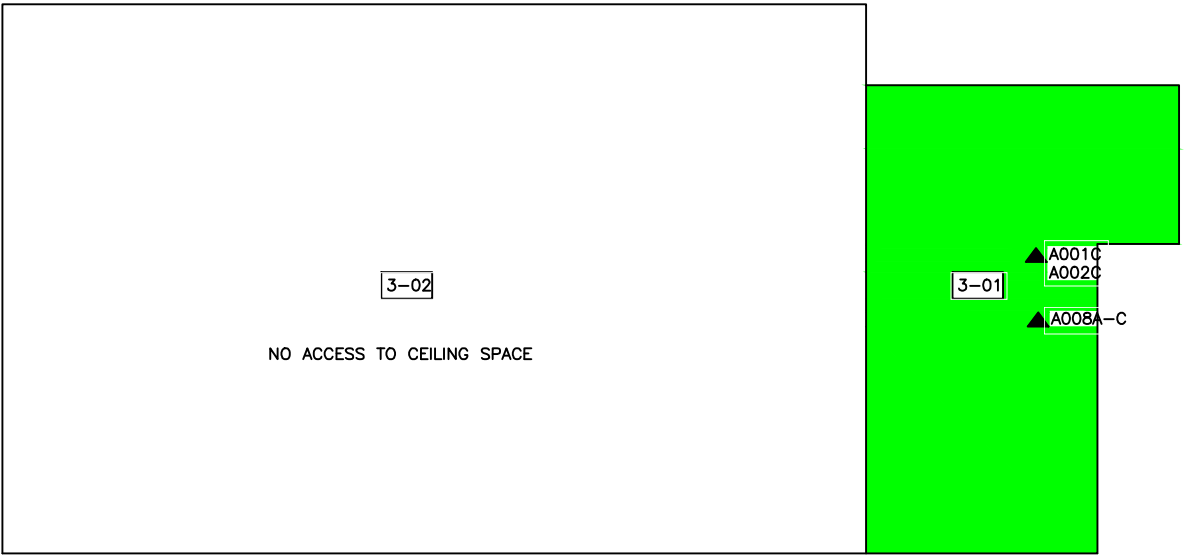 A001C
A002C
3-02
3-01
A008A-C
NO ACCESS TO CEILING SPACE